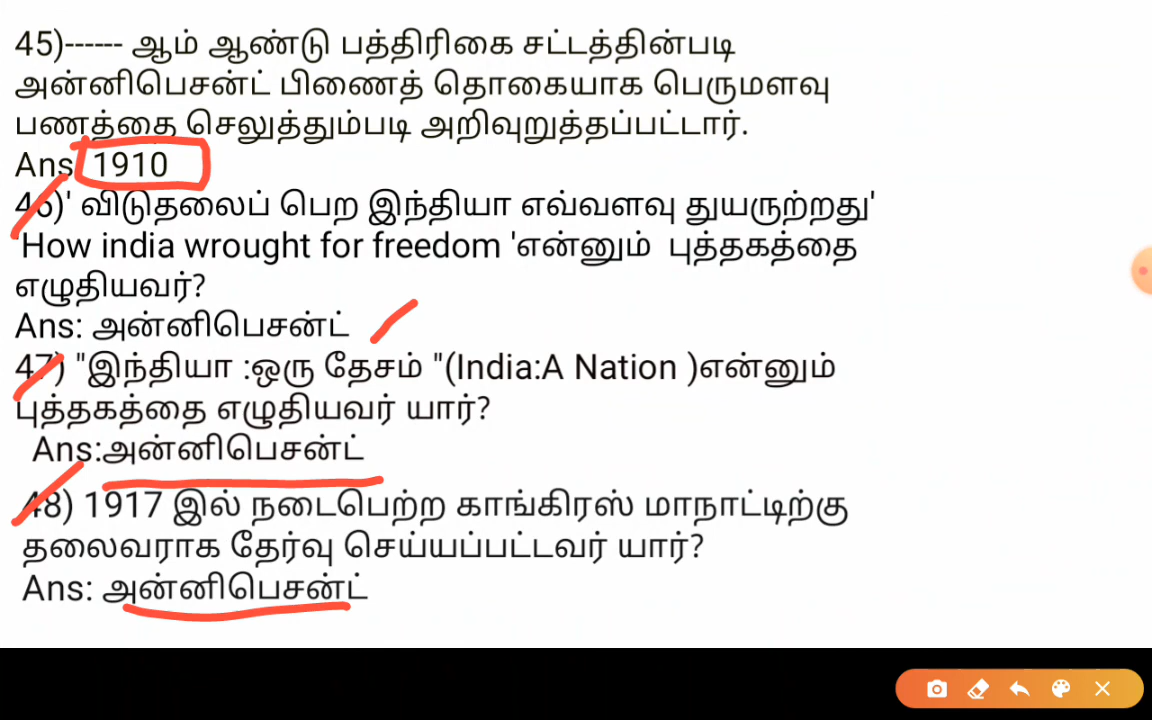 45)------ ஆம் ஆண்டு பத்திரிகை சட்டத்தின்படி
அன்னிபெசன்ட் பிணைத் தொகையாக பெருமளவு
பணத்தை செலுத்தும்படி அறிவுறுத்தப்பட்டார்.
Ans 1910
46)' விடுதலைப் பெற இந்தியா எவ்வளவு துயருற்றது'
How india wrought for freedom 'என்னும் புத்தகத்தை
எழுதியவர்?
Ans: அன்னிபெசன்ட்
47) "இந்தியா :ஒரு தேசம் "(India:A Nation )என்னும்
புத்தகத்தை எழுதியவர் யார்?
Ans:அன்னிபெசன்ட்
48) 1917 இல் நடைபெற்ற காங்கிரஸ் மாநாட்டிற்கு
தலைவராக தேர்வு செய்யப்பட்டவர் யார்?
Ans: அன்னிபெசன்ட்